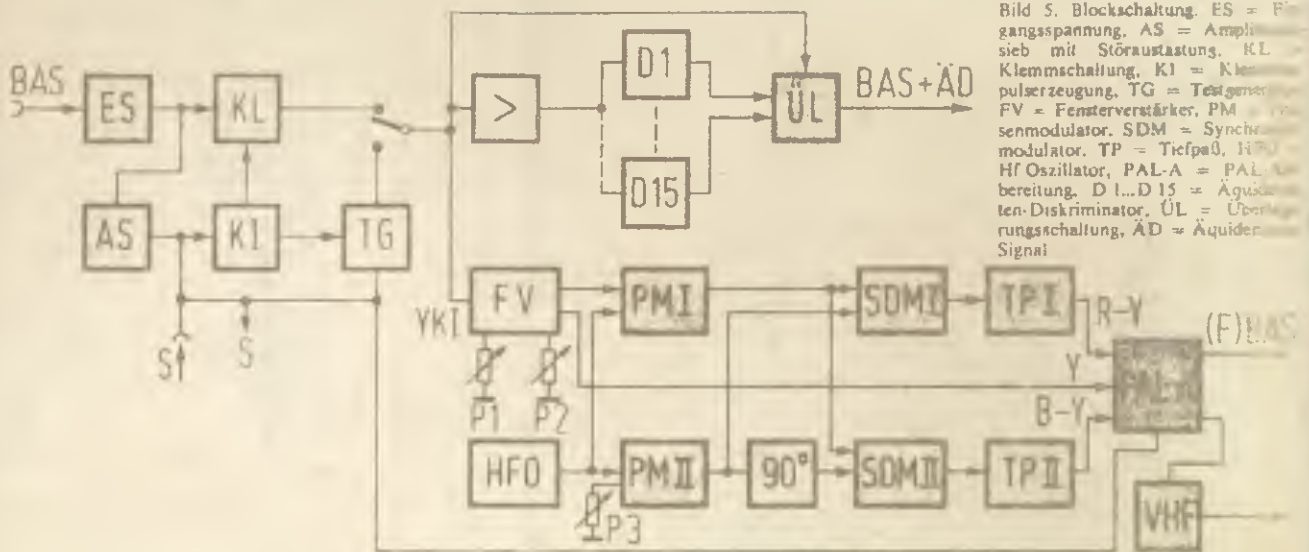 Bild 5. Blockschaltung. ES =
gangsspannung, AS =
sieb mit Störaustastung, KL
Klemmschaltung, KI =
pulserzeugung, TG =
FV = Fensterverstärker, PM =
senmodulator, SDM =
modulator, TP = Tiefpaß,
Hf Oszillator, PAL-A = PAL
bereitung, D 1...D 15 =
ten-Diskriminator, ÜL =
rungsschaltung, ÄD =
Signal
BAS
ES
KL
>
D1
D15
ÜL
BAS+ÄD
AS
KI
TG
S
S
YKI
FV
PMI
SDMI
TPI
R-Y
(F)BAS
P1
P2
Y
B-Y
HFO
PMII
90°
SDMII
TPII
P3
VHF